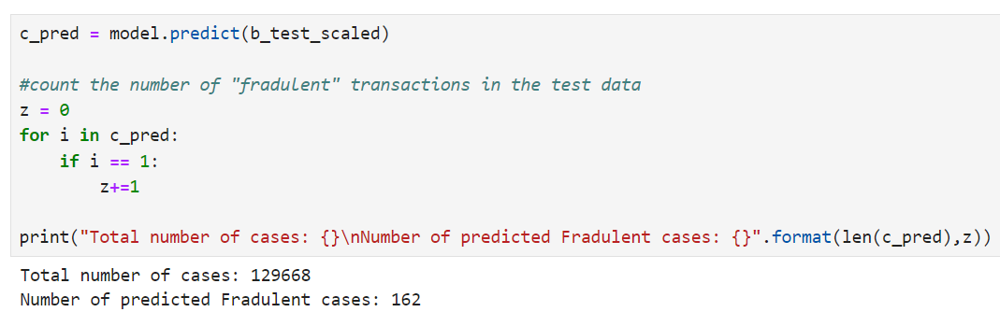 c_pred = model.predict(b_test_scaled)
#count the number of "fradulent" transactions in the test data
z = 0
for i in c_pred:
    if i == 1:
        z+=1
print("Total number of cases: {}\nNumber of predicted Fradulent cases: {}".format(len(c_pred),z))
Total number of cases: 129668
Number of predicted Fradulent cases: 162